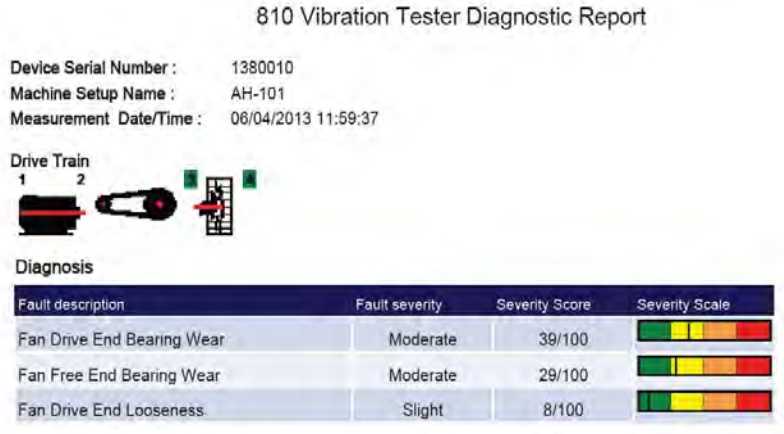 810 Vibration Tester Diagnostic Report
Device Serial Number : 1380010
Machine Setup Name : AH-101
Measurement Date/Time : 06/04/2013 11:59:37
Drive Train
1 2 3 4
Diagnosis
Fault description Fault severity Severity Score Severity Scale
Fan Drive End Bearing Wear Moderate 39/100
Fan Free End Bearing Wear Moderate 29/100
Fan Drive End Looseness Slight 8/100